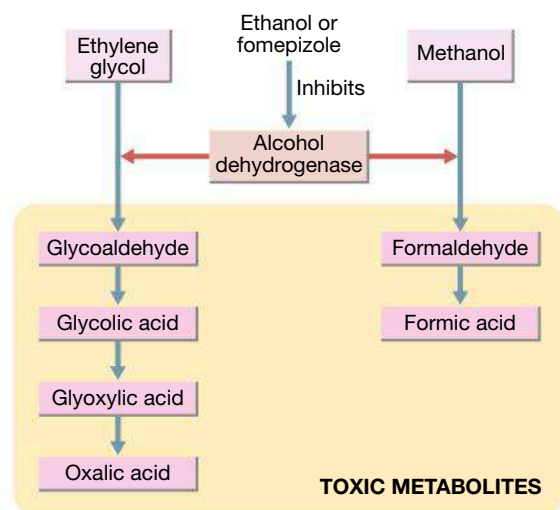 Ethanol or
fomepizole
Ethylene
glycol
Methanol
Inhibits
Alcohol
dehydrogenase
Glycoaldehyde
Formaldehyde
Glycolic acid
Formic acid
Glyoxylic acid
Oxalic acid
TOXIC METABOLITES